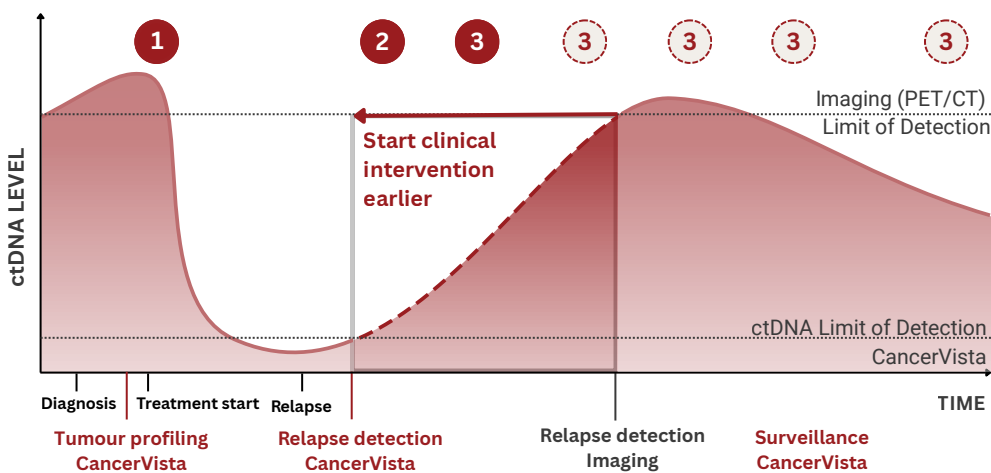 1
2
3
3
3
3
3
Imaging (PET/CT)
Limit of Detection
Start clinical
intervention
earlier
ctDNA LEVEL
ctDNA Limit of Detection
CancerVista
Diagnosis
Treatment start
Relapse
TIME
Tumour profiling
CancerVista
Relapse detection
CancerVista
Relapse detection
Imaging
Surveillance
CancerVista